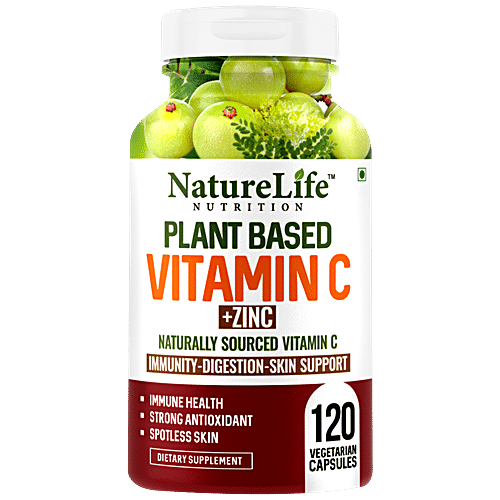 NatureLife™
NUTRITION
PLANT BASED
VITAMIN C
+ZINC
NATURALLY SOURCED VITAMIN C
IMMUNITY-DIGESTION-SKIN SUPPORT
• IMMUNE HEALTH
• STRONG ANTIOXIDANT
• SPOTLESS SKIN
DIETARY SUPPLEMENT
120
VEGETARIAN
CAPSULES